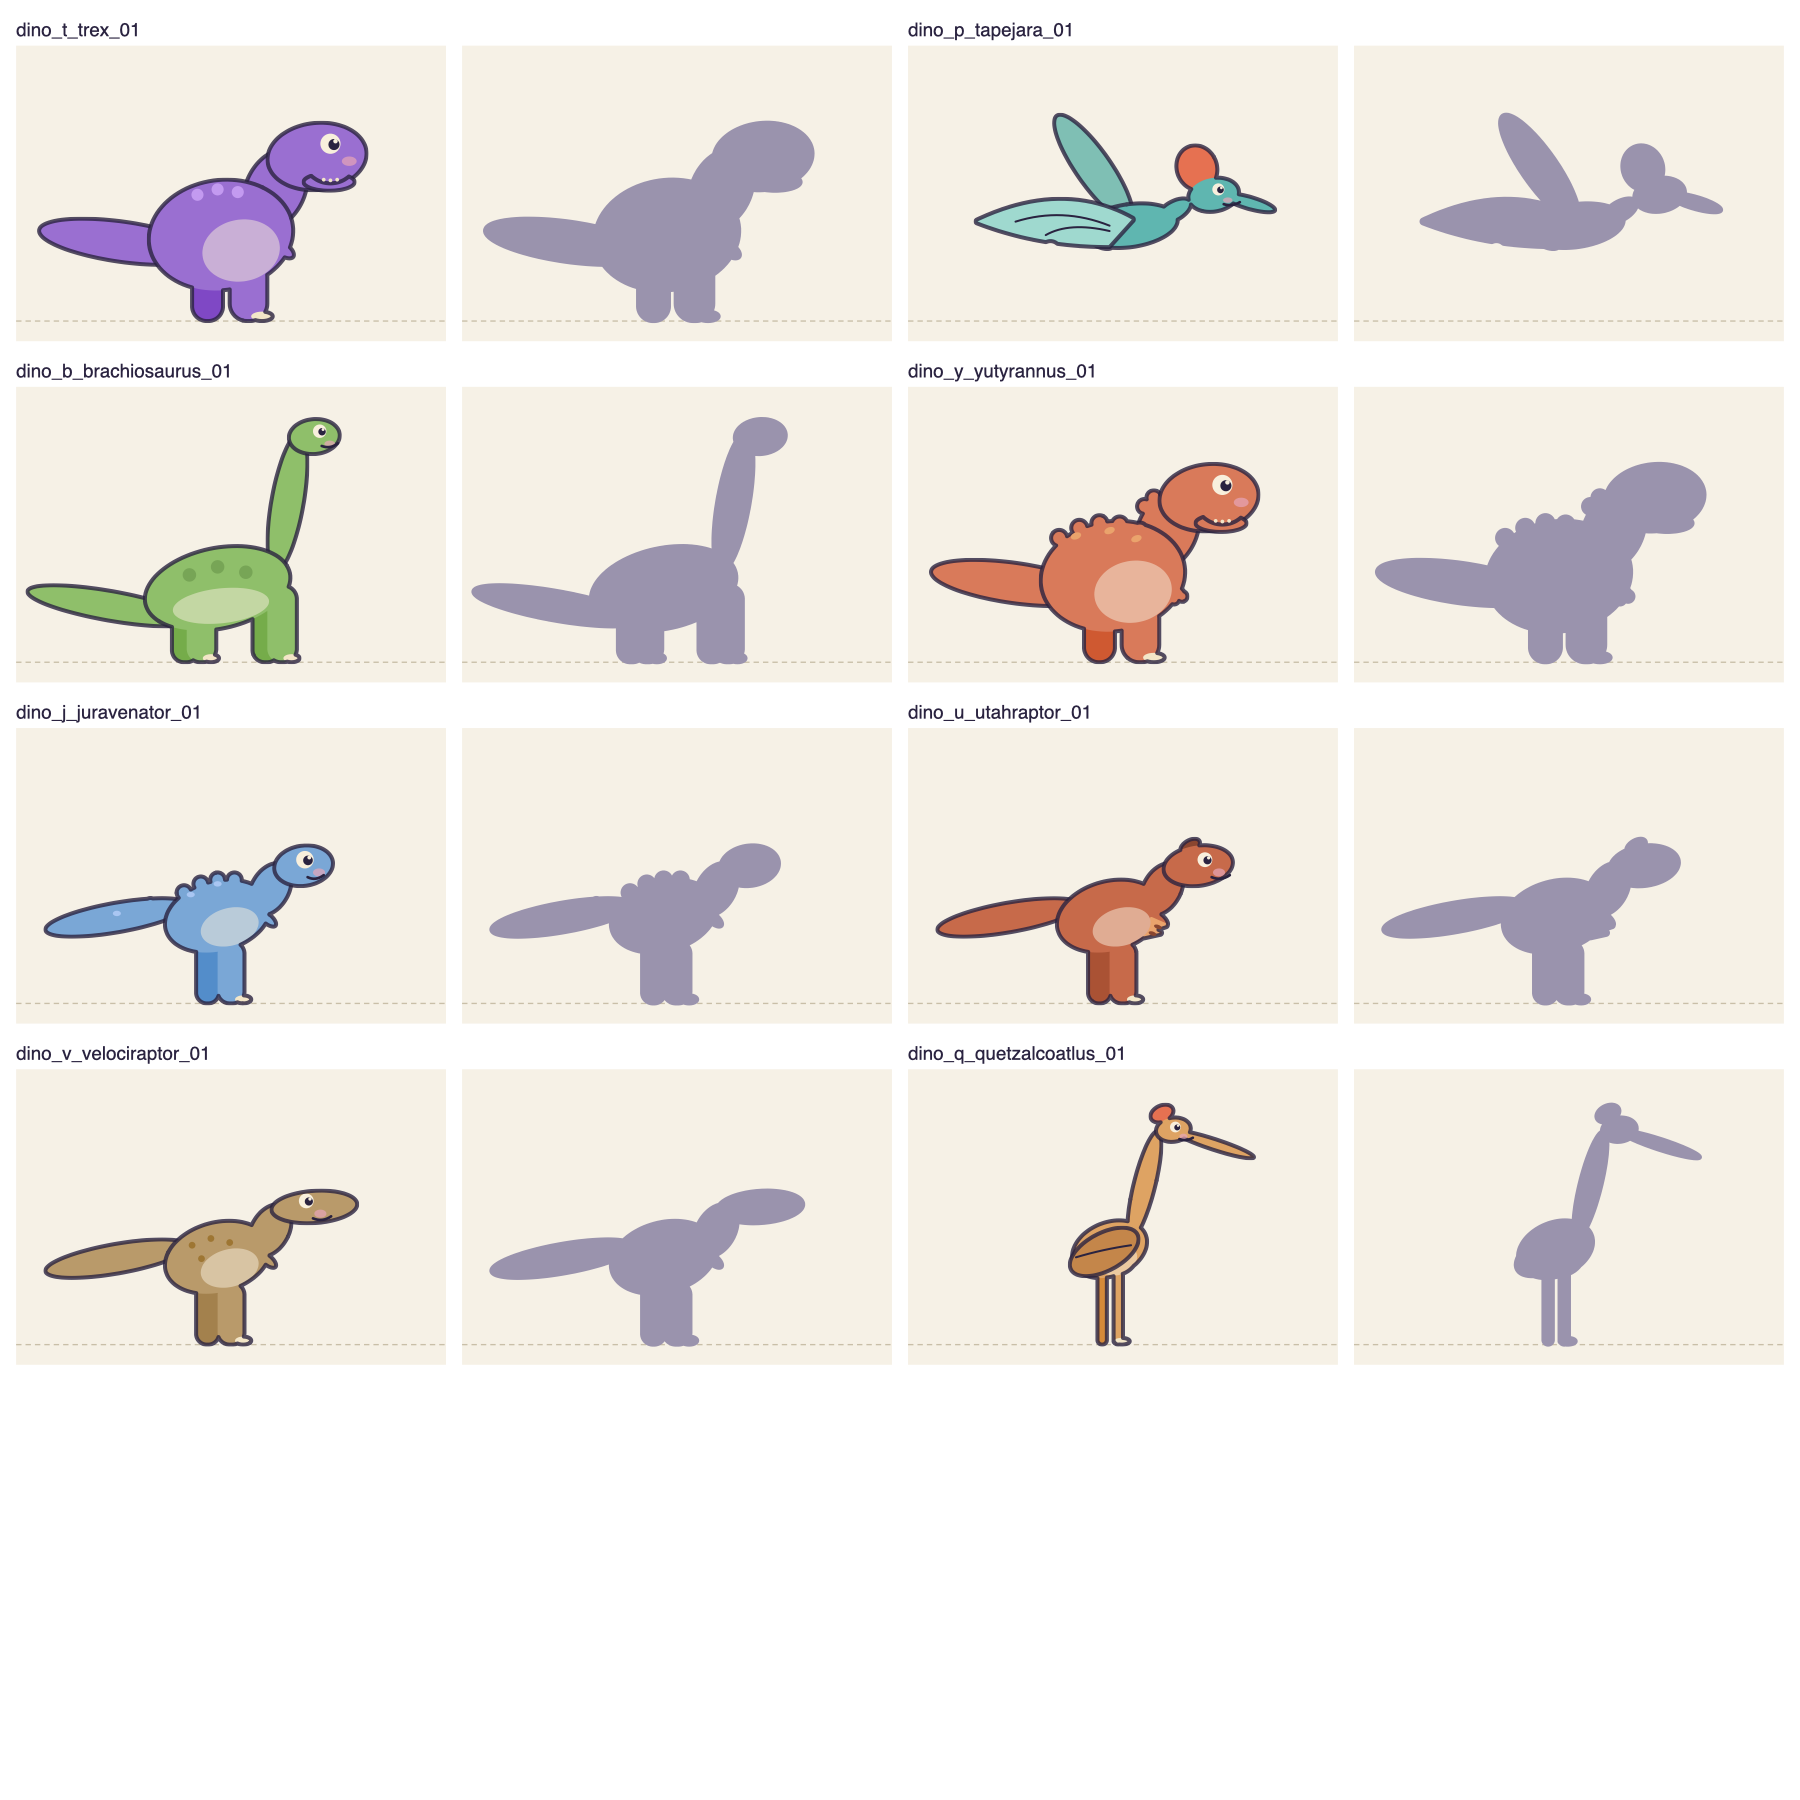 dino_t_trex_01
dino_p_tapejara_01
dino_b_brachiosaurus_01
dino_y_yutyrannus_01
dino_j_juravenator_01
dino_u_utahraptor_01
dino_v_velociraptor_01
dino_q_quetzalcoatlus_01